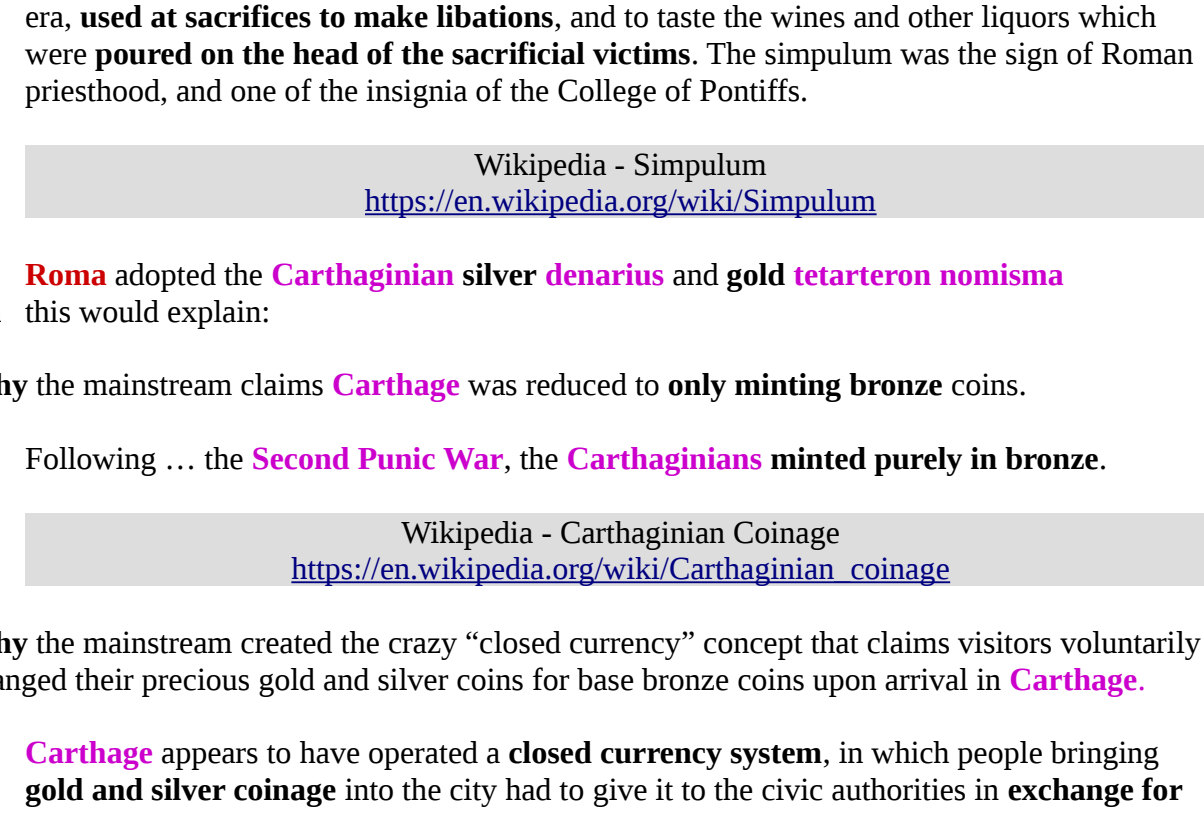 era, used at sacrifices to make libations, and to taste the wines and other liquors which
were poured on the head of the sacrificial victims. The simpulum was the sign of Roman
priesthood, and one of the insignia of the College of Pontiffs.
Wikipedia - Simpulum
https://en.wikipedia.org/wiki/Simpulum
Roma adopted the Carthaginian silver denarius and gold tetarteron nomisma
this would explain:
hy the mainstream claims Carthage was reduced to only minting bronze coins.
Following … the Second Punic War, the Carthaginians minted purely in bronze.
Wikipedia - Carthaginian Coinage
https://en.wikipedia.org/wiki/Carthaginian_coinage
hy the mainstream created the crazy “closed currency” concept that claims visitors voluntarily
anged their precious gold and silver coins for base bronze coins upon arrival in Carthage.
Carthage appears to have operated a closed currency system, in which people bringing
gold and silver coinage into the city had to give it to the civic authorities in exchange for